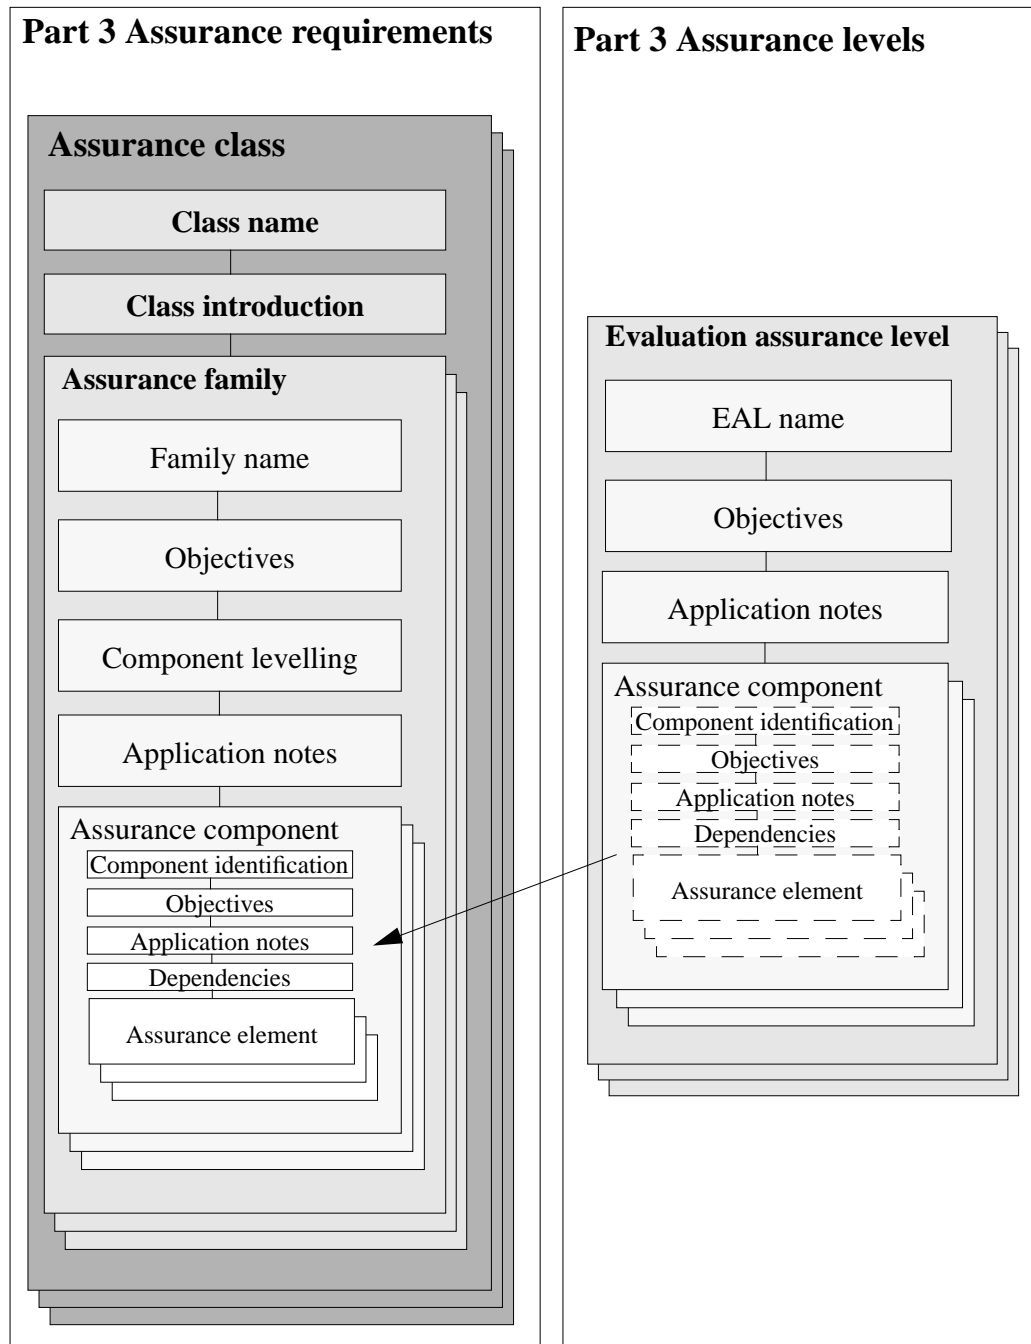 Part 3 Assurance requirements
Assurance class
Class name
Class introduction
Assurance family
Family name
Objectives
Component levelling
Application notes
Assurance component
Component identification
Objectives
Application notes
Dependencies
Assurance element
Part 3 Assurance levels
Evaluation assurance level
EAL name
Objectives
Application notes
Assurance component
Component identification
Objectives
Application notes
Dependencies
Assurance element